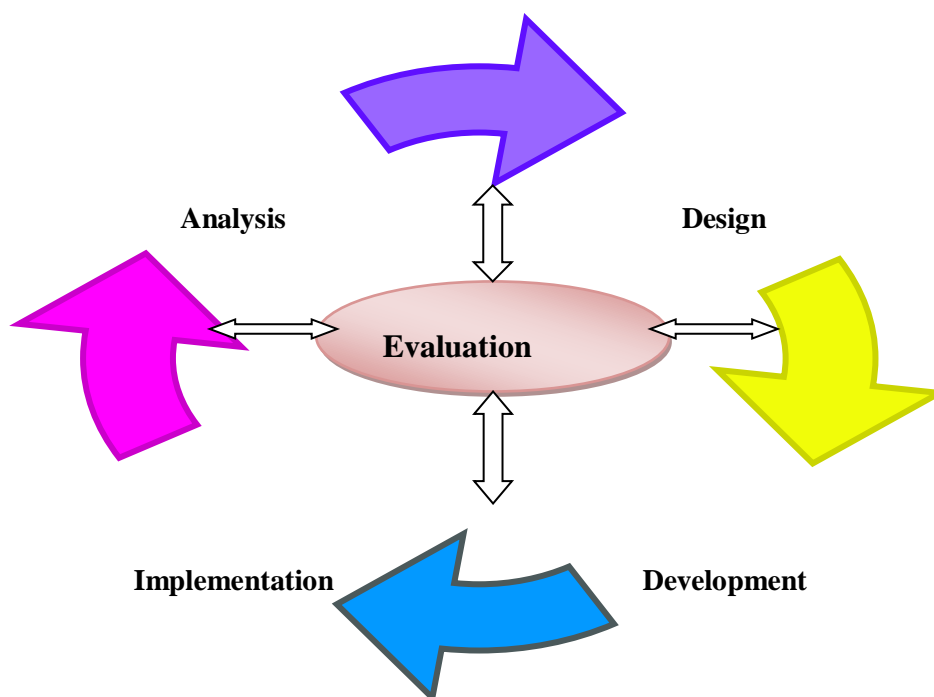 Analysis
Design
Evaluation
Implementation
Development